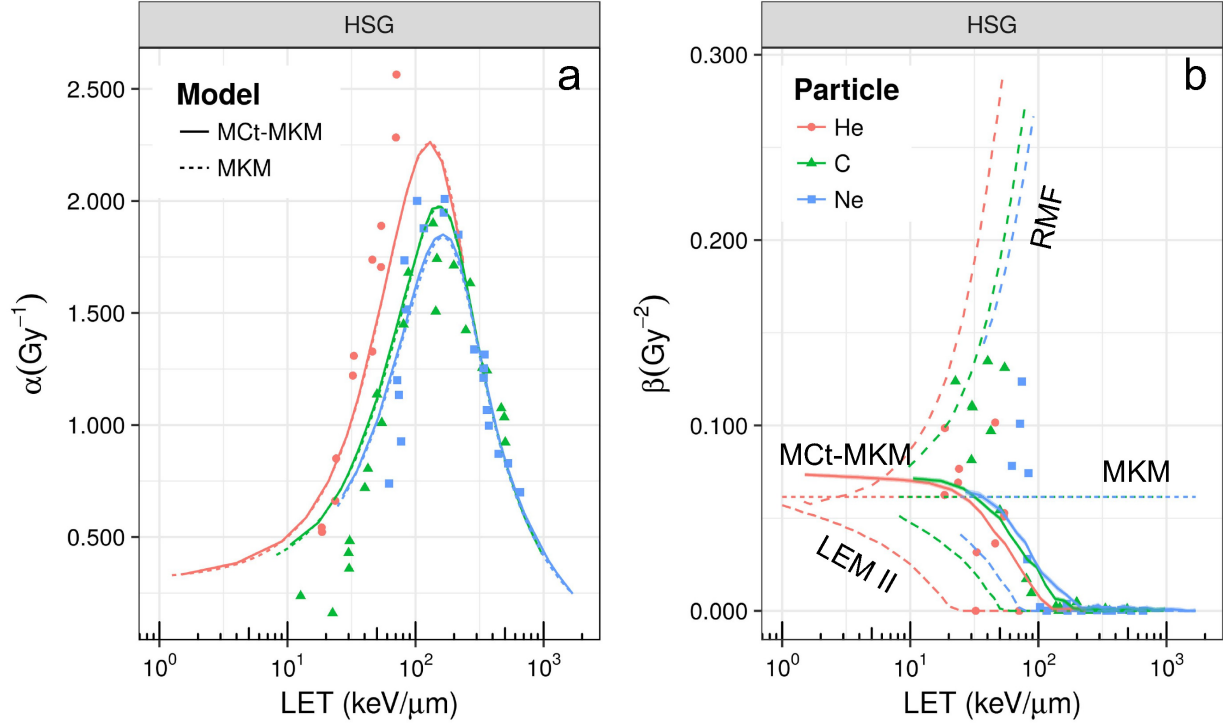 HSG
a
Model
MCt-MKM
MKM
2.500
2.000
1.500
1.000
0.500
α(Gy⁻¹)
10⁰
10¹
10²
10³
LET (keV/μm)
HSG
b
Particle
He
C
Ne
RMF
MCt-MKM
MKM
LEM II
0.300
0.200
0.100
0.000
β(Gy⁻²)
10⁰
10¹
10²
10³
LET (keV/μm)